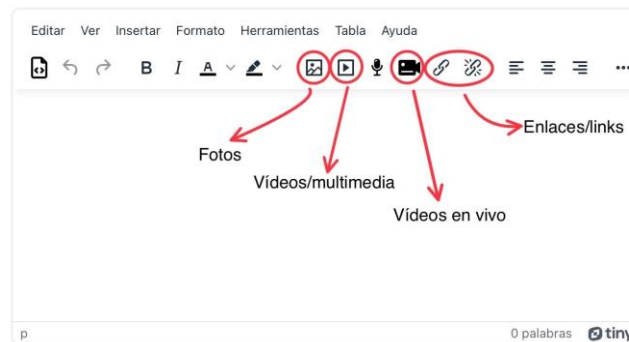 Editar Ver Insertar Formato Herramientas Tabla Ayuda
B I A
Fotos
Vídeos/multimedia
Vídeos en vivo
Enlaces/links
p 0 palabras tiny